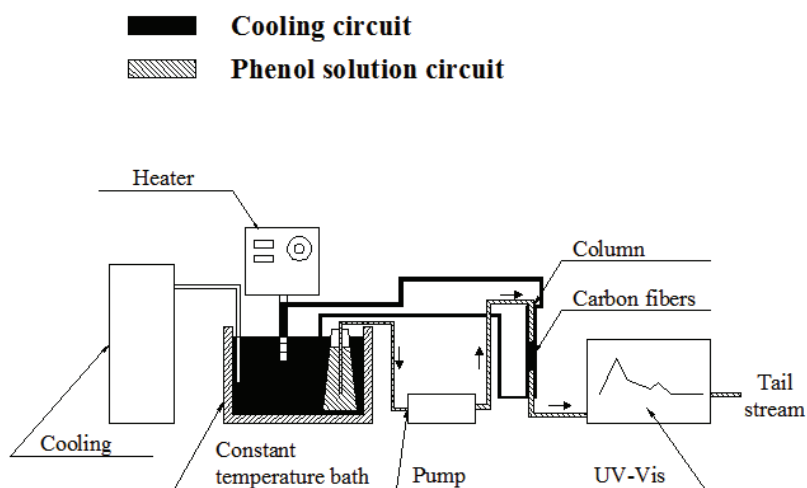 Cooling circuit
Phenol solution circuit
Heater
Column
Carbon fibers
Tail
stream
Cooling
Constant
temperature bath
Pump
UV-Vis